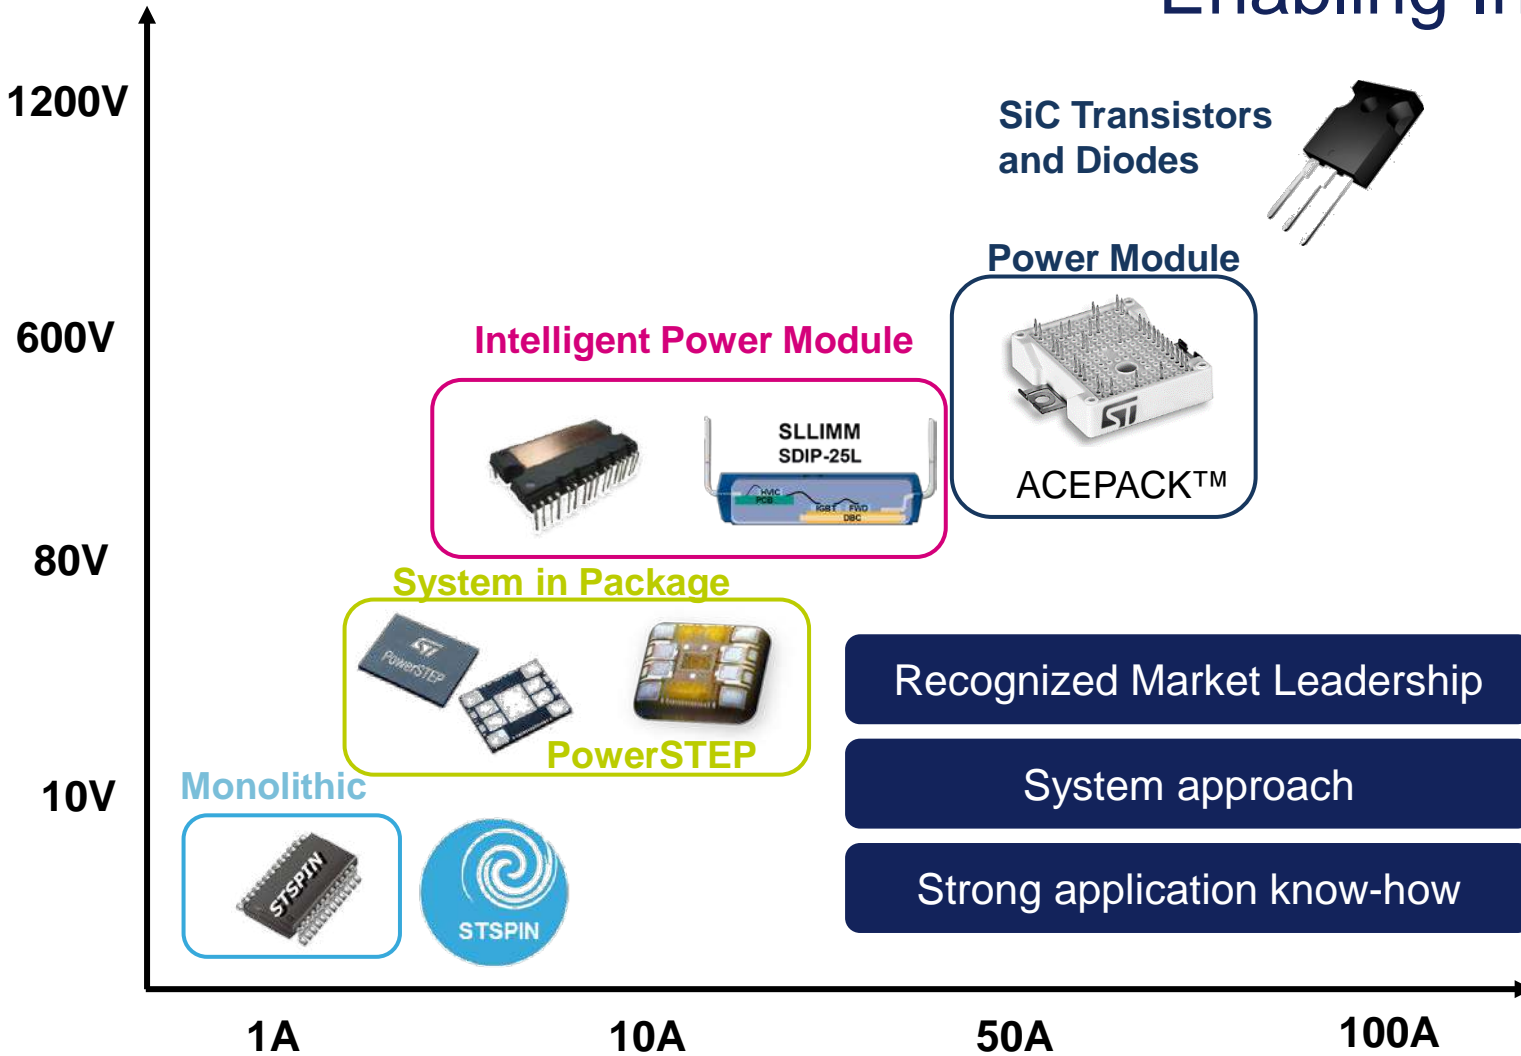 Enabling In
1200V
SiC Transistors
and Diodes
Power Module
600V
Intelligent Power Module
SLLIMM
SDIP-25L
HVIC
PCB
IGBT
FWD
DBC
ST
ACEPACK™
80V
System in Package
ST
PowerSTEP
PowerSTEP
Recognized Market Leadership
10V
Monolithic
System approach
STSPIN
STSPIN
Strong application know-how
1A
10A
50A
100A